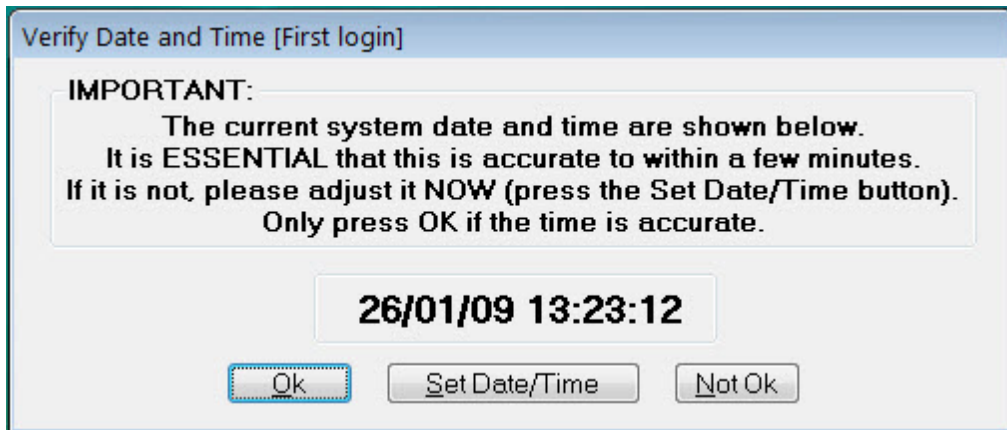 Verify Date and Time [First login]
IMPORTANT:
The current system date and time are shown below.
It is ESSENTIAL that this is accurate to within a few minutes.
If it is not, please adjust it NOW (press the Set Date/Time button).
Only press OK if the time is accurate.
26/01/09 13:23:12
Ok Set Date/Time Not Ok